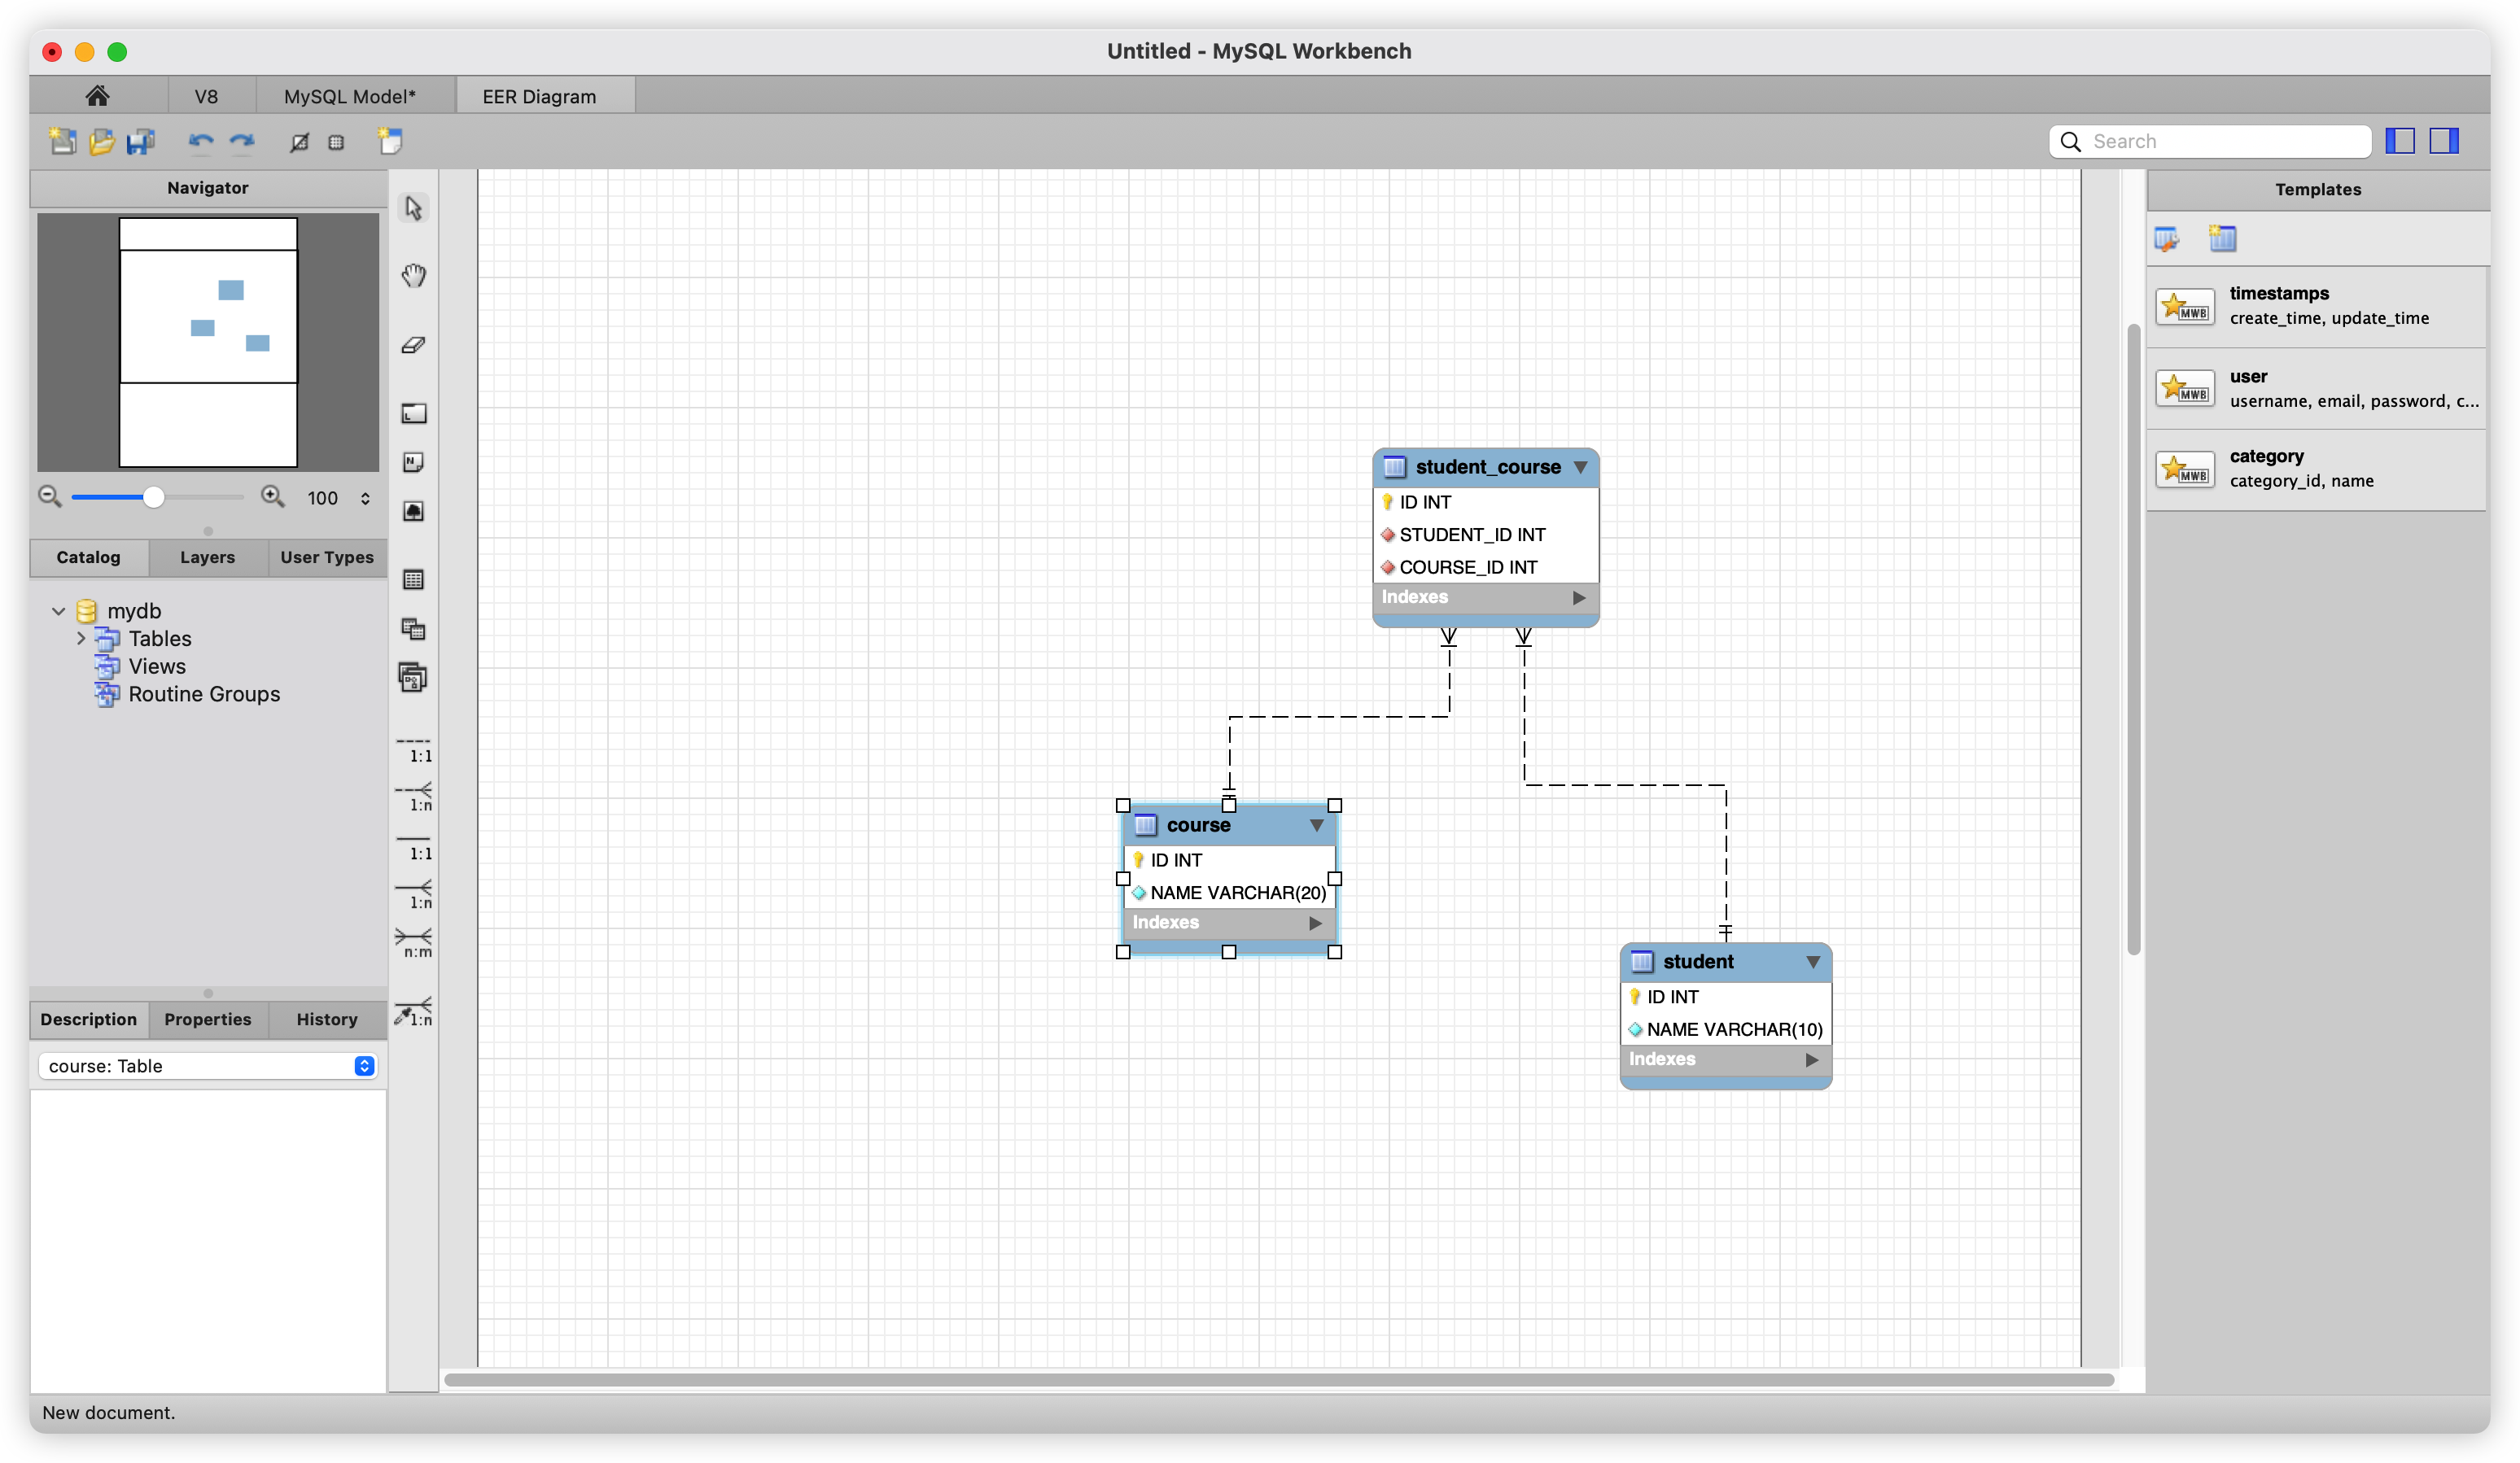 Untitled - MySQL Workbench
V8
MySQL Model*
EER Diagram
Search
Navigator
100
Catalog
Layers
User Types
mydb
Tables
Views
Routine Groups
Description
Properties
History
course: Table
New document.
L
N
1:1
1:n
1:1
1:n
n:m
1:n
student_course
ID INT
STUDENT_ID INT
COURSE_ID INT
Indexes
course
ID INT
NAME VARCHAR(20)
Indexes
student
ID INT
NAME VARCHAR(10)
Indexes
Templates
MWB
timestamps
create_time, update_time
MWB
user
username, email, password, c...
MWB
category
category_id, name